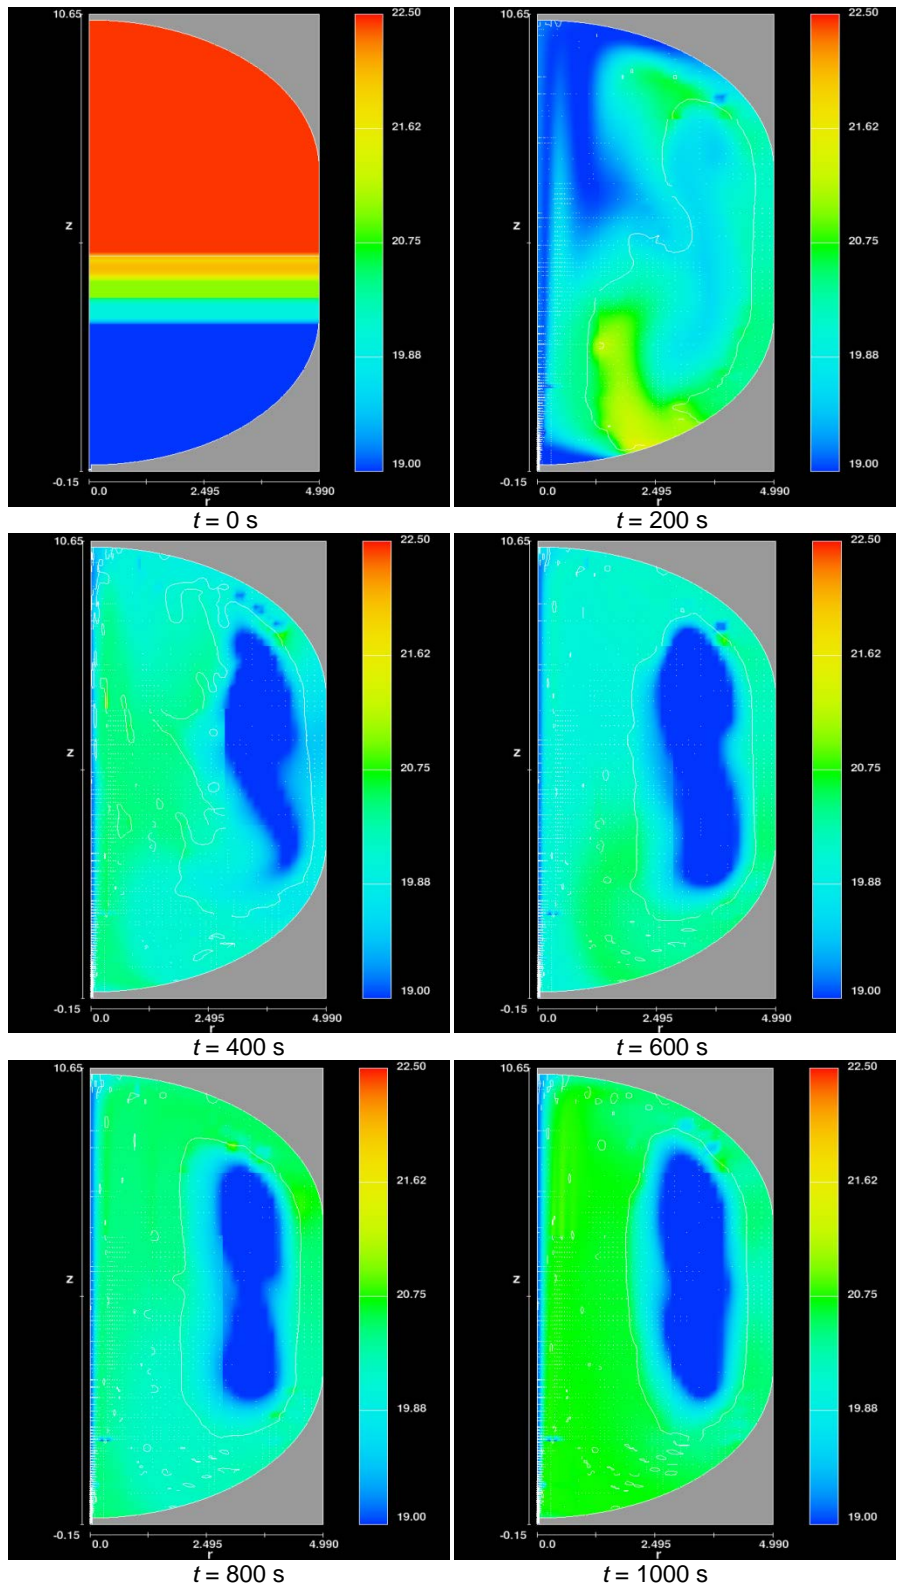 10.65
22.50
21.62
z
20.75
19.88
19.00
-0.15
0.0 2.495 4.990
r
t = 0 s
10.65
22.50
21.62
z
20.75
19.88
19.00
-0.15
0.0 2.495 4.990
r
t = 200 s
10.65
22.50
21.62
z
20.75
19.88
19.00
-0.15
0.0 2.495 4.990
r
t = 400 s
10.65
22.50
21.62
z
20.75
19.88
19.00
-0.15
0.0 2.495 4.990
r
t = 600 s
10.65
22.50
21.62
z
20.75
19.88
19.00
-0.15
0.0 2.495 4.990
r
t = 800 s
10.65
22.50
21.62
z
20.75
19.88
19.00
-0.15
0.0 2.495 4.990
r
t = 1000 s